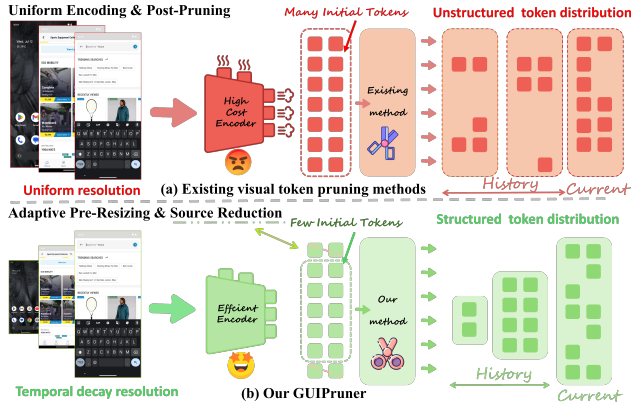 Uniform Encoding & Post-Pruning
Many Initial Tokens
Unstructured token distribution
High
Cost
Encoder
Existing
method
Uniform resolution
(a) Existing visual token pruning methods
History
Current
Adaptive Pre-Resizing & Source Reduction
Few Initial Tokens
Structured token distribution
Effcient
Encoder
Our
method
Temporal decay resolution
(b) Our GUIPruner
History
Current